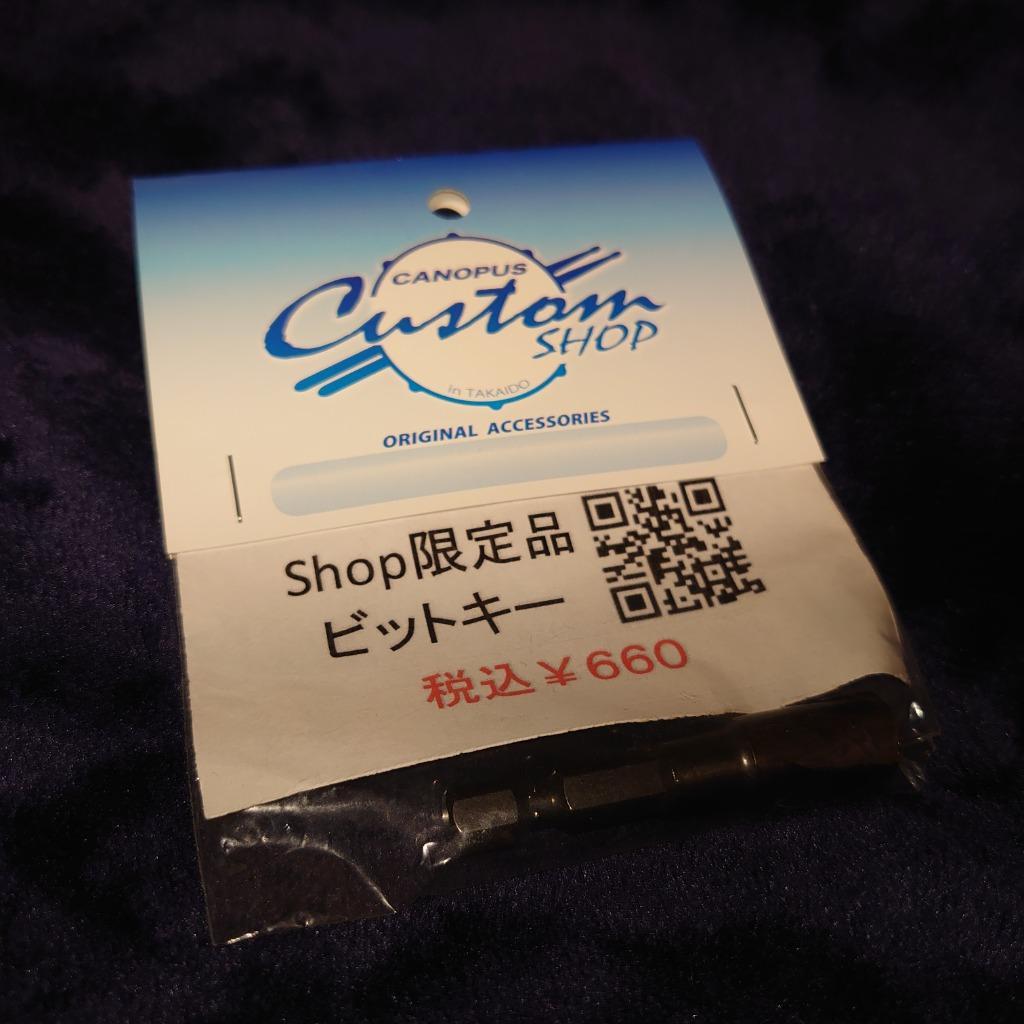 CANOPUS
Custom
SHOP
in TAKAIDO
ORIGINAL ACCESSORIES
Shop限定品
ビットキー
税込￥660